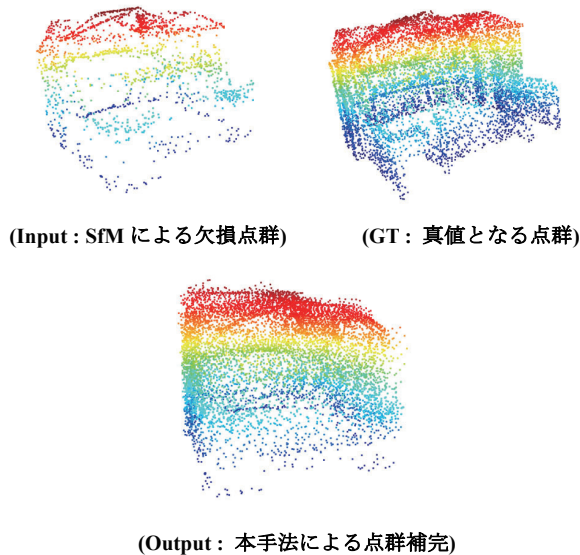 (Input : SfM による欠損点群)
(GT : 真値となる点群)
(Output : 本手法による点群補完)